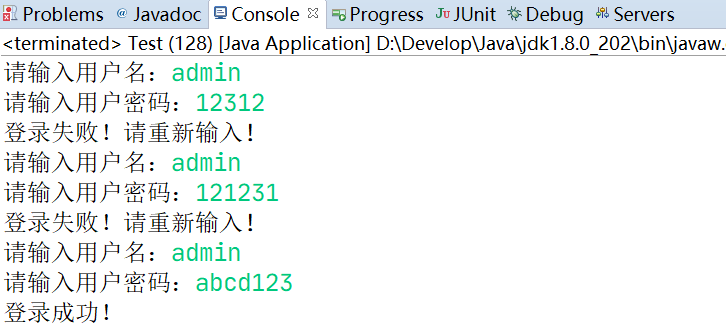 Problems @ Javadoc Console Progress JUnit Debug Servers
<terminated> Test (128) [Java Application] D:\Develop\Java\jdk1.8.0_202\bin\javaw.
请输入用户名：admin
请输入用户密码：12312
登录失败！请重新输入！
请输入用户名：admin
请输入用户密码：121231
登录失败！请重新输入！
请输入用户名：admin
请输入用户密码：abcd123
登录成功！